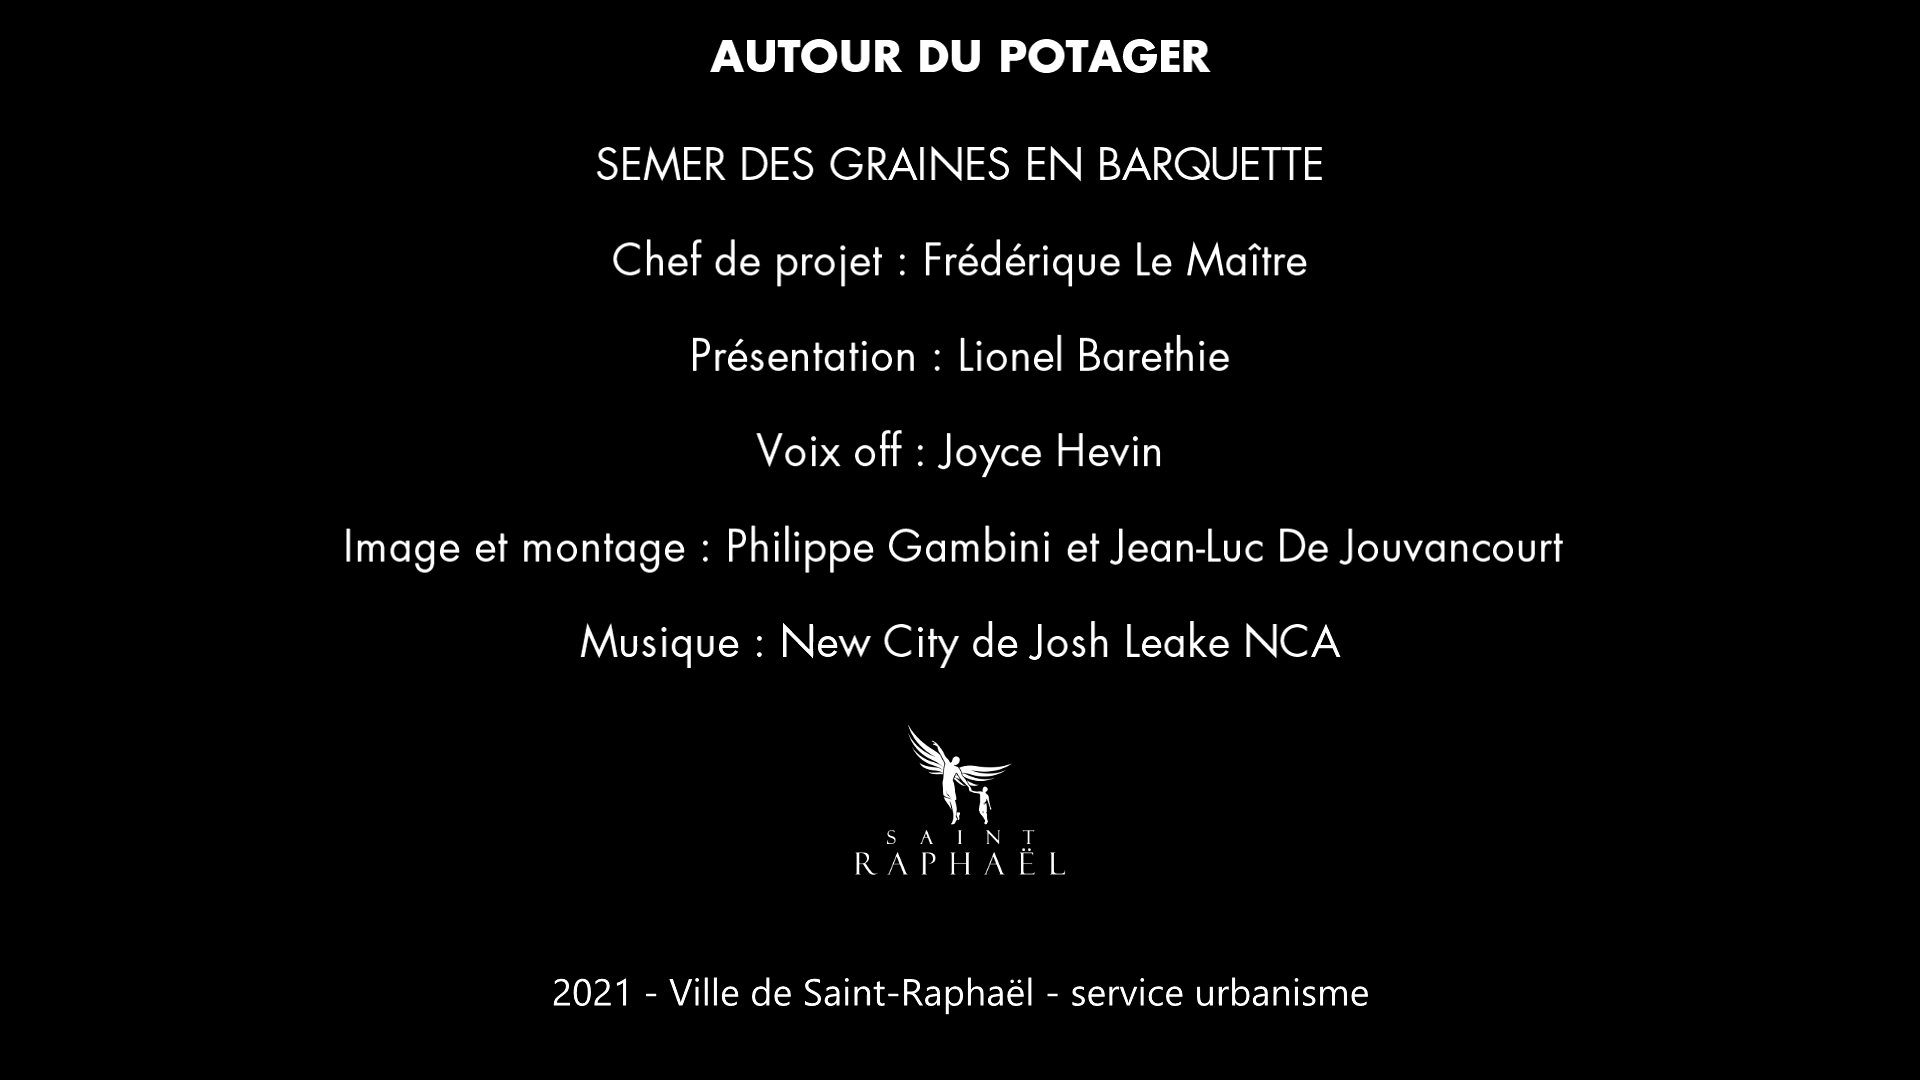 AUTOUR DU POTAGER
SEMER DES GRAINES EN BARQUETTE
Chef de projet : Frédérique Le Maître
Présentation : Lionel Barethie
Voix off : Joyce Hevin
Image et montage : Philippe Gambini et Jean-Luc De Jouvancourt
Musique : New City de Josh Leake NCA
SAINT
RAPHAËL
2021 - Ville de Saint-Raphaël - service urbanisme